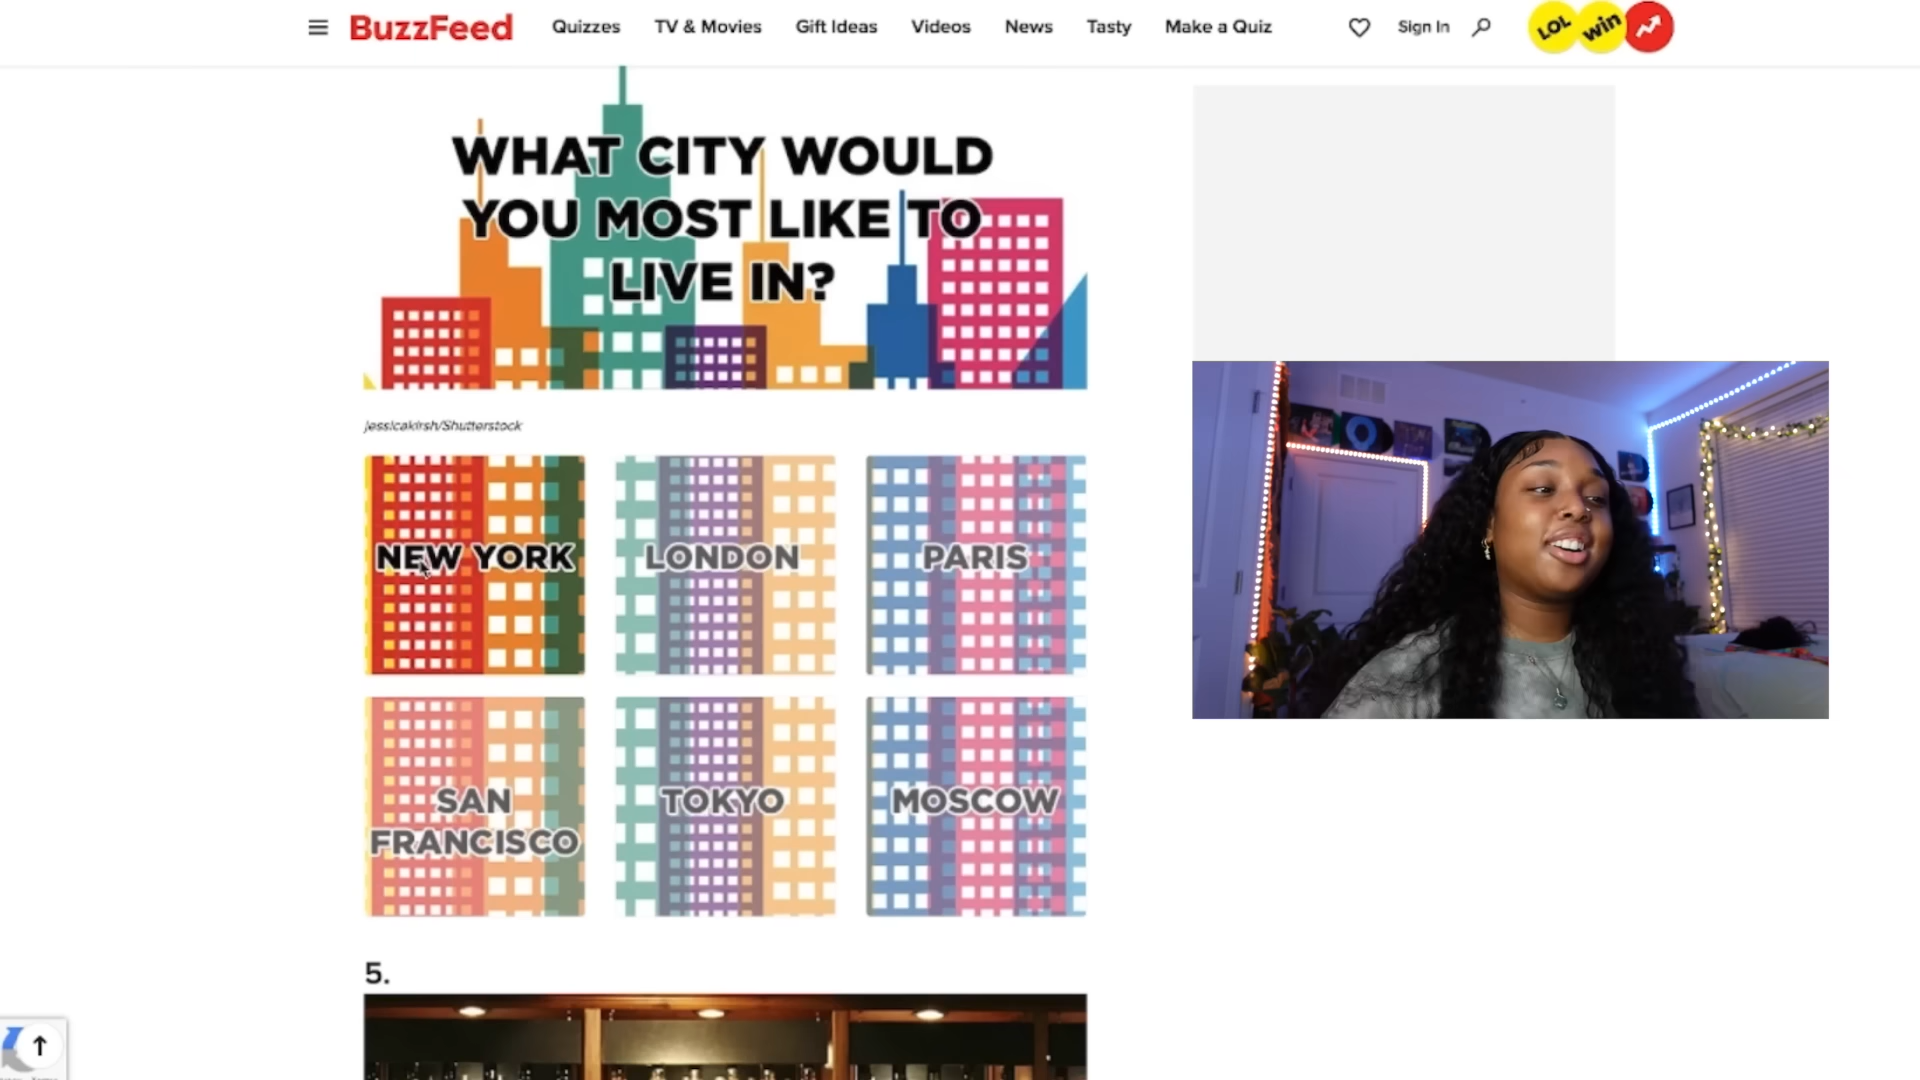 BuzzFeed Quizzes TV & Movies Gift Ideas Videos News Tasty Make a Quiz Sign In LOL win
WHAT CITY WOULD
YOU MOST LIKE TO
LIVE IN?
jessicakirsh/Shutterstock
NEW YORK LONDON PARIS
SAN
FRANCISCO
TOKYO MOSCOW
5.